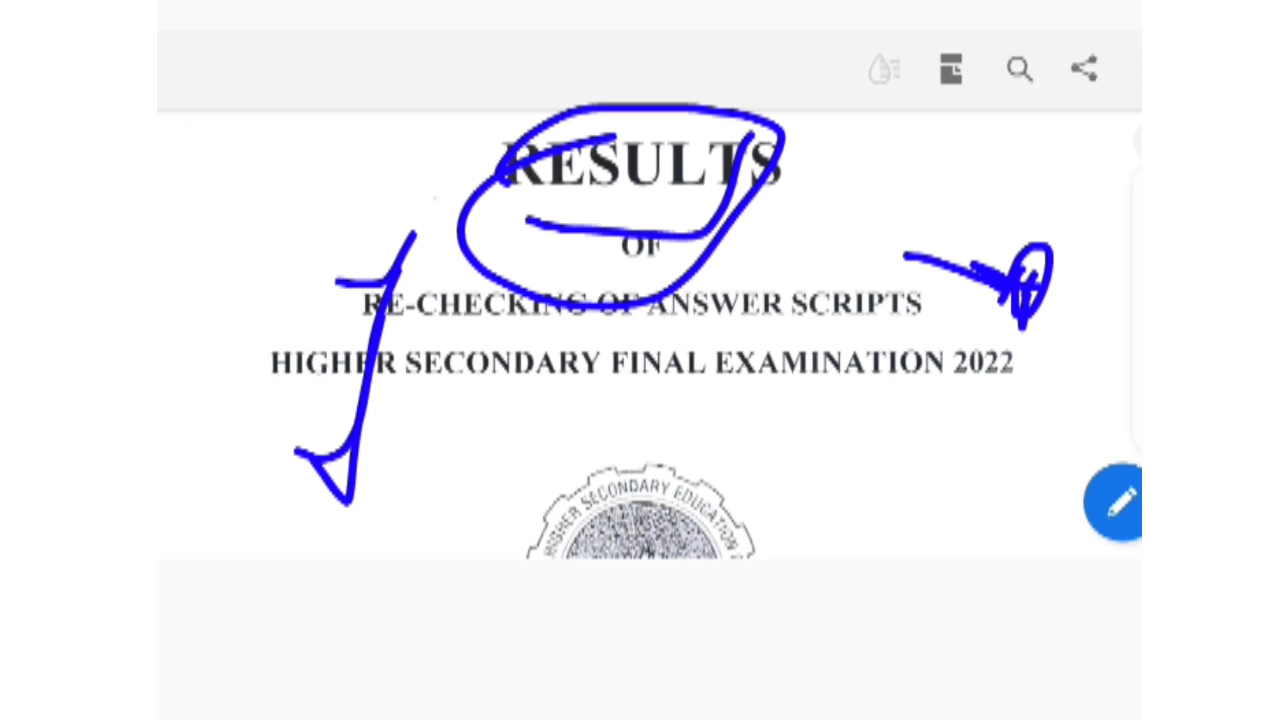 RESULTS
OF
RE-CHECKING OF ANSWER SCRIPTS
HIGHER SECONDARY FINAL EXAMINATION 2022
HIGHER SECONDARY EDUCATION